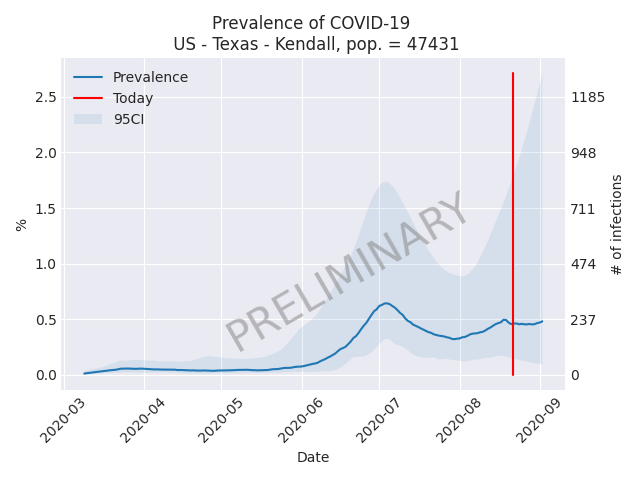 Prevalence of COVID-19
US - Texas - Kendall, pop. = 47431
Prevalence
Today
95CI
PRELIMINARY
2.5
2.0
1.5
1.0
0.5
0.0
%
1185
948
711
474
237
0
# of infections
2020-03
2020-04
2020-05
2020-06
2020-07
2020-08
2020-09
Date